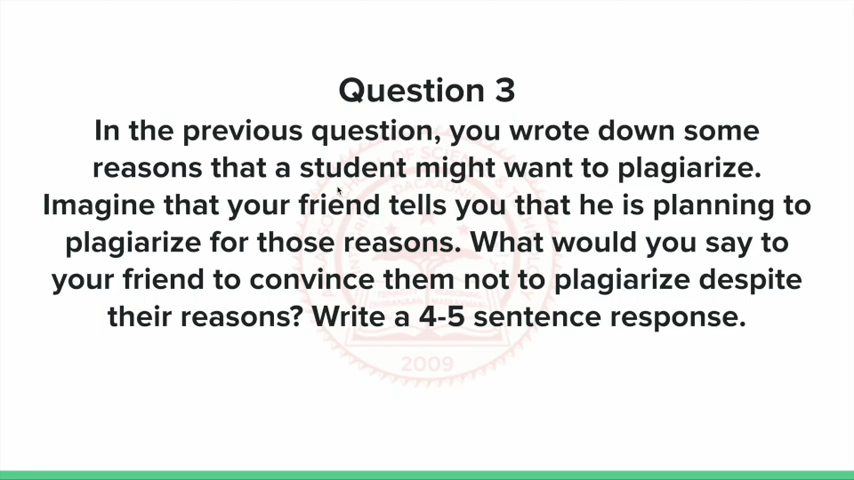 Question 3
In the previous question, you wrote down some
reasons that a student might want to plagiarize.
Imagine that your friend tells you that he is planning to
plagiarize for those reasons. What would you say to
your friend to convince them not to plagiarize despite
their reasons? Write a 4-5 sentence response.
2009